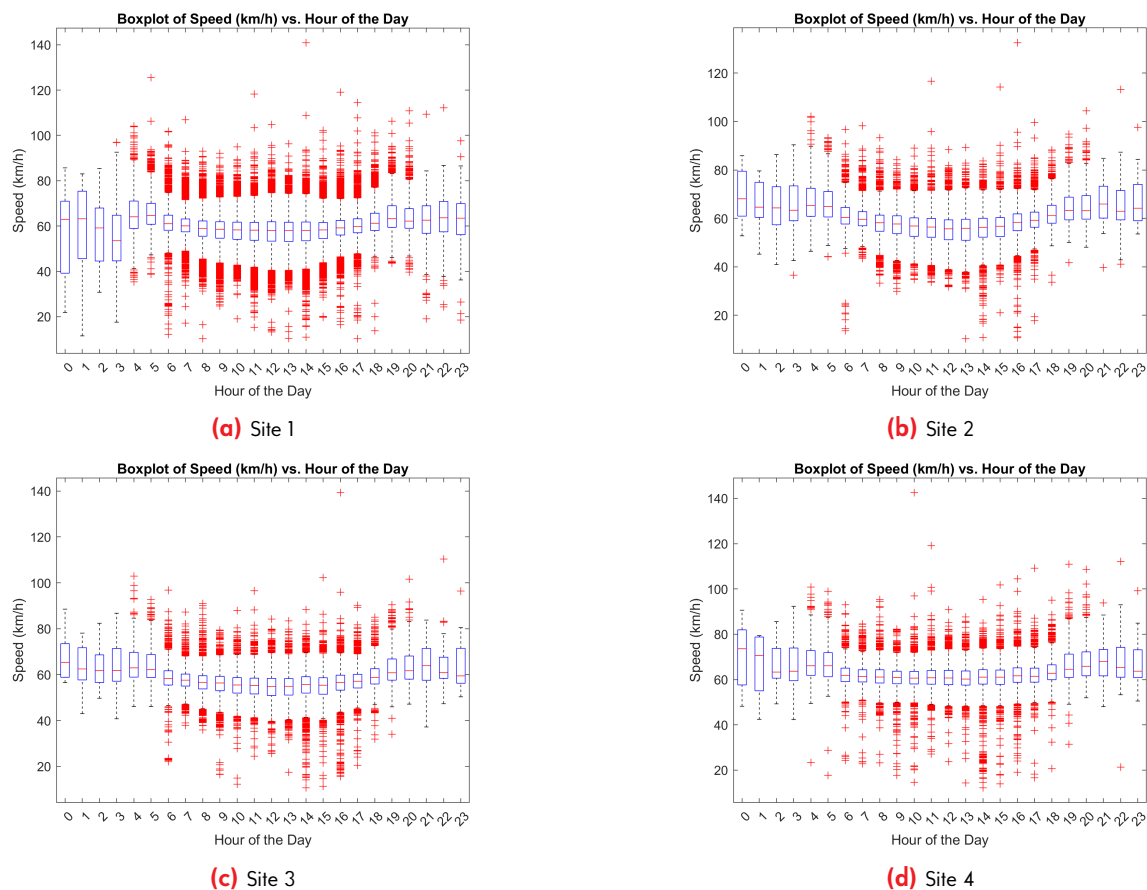 Boxplot of Speed (km/h) vs. Hour of the Day
140
120
100
80
60
40
20
Speed (km/h)
0 1 2 3 4 5 6 7 8 9 10 11 12 13 14 15 16 17 18 19 20 21 22 23
Hour of the Day
(a) Site 1
Boxplot of Speed (km/h) vs. Hour of the Day
120
100
80
60
40
20
Speed (km/h)
0 1 2 3 4 5 6 7 8 9 10 11 12 13 14 15 16 17 18 19 20 21 22 23
Hour of the Day
(b) Site 2
Boxplot of Speed (km/h) vs. Hour of the Day
140
120
100
80
60
40
20
Speed (km/h)
0 1 2 3 4 5 6 7 8 9 10 11 12 13 14 15 16 17 18 19 20 21 22 23
Hour of the Day
(c) Site 3
Boxplot of Speed (km/h) vs. Hour of the Day
140
120
100
80
60
40
20
Speed (km/h)
0 1 2 3 4 5 6 7 8 9 10 11 12 13 14 15 16 17 18 19 20 21 22 23
Hour of the Day
(d) Site 4